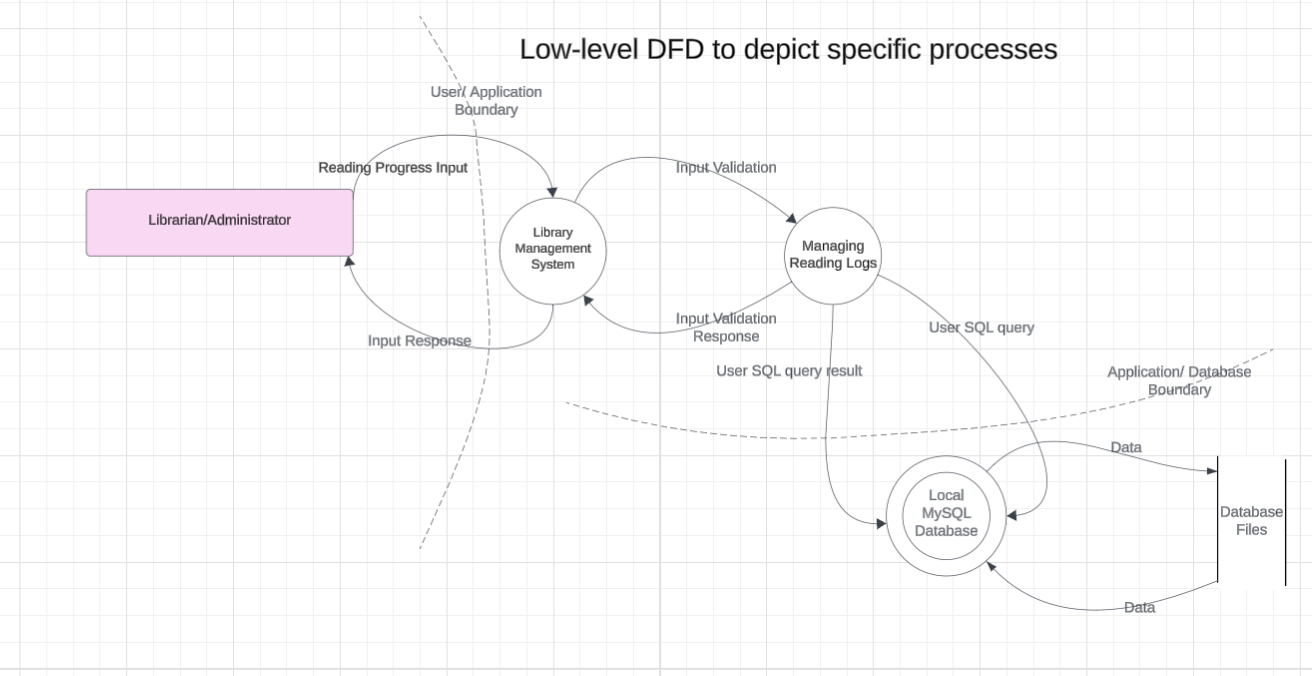 Low-level DFD to depict specific processes
User/ Application
Boundary
Reading Progress Input
Input Validation
Librarian/Administrator
Library
Management
System
Managing
Reading Logs
Input Response
Input Validation
Response
User SQL query
User SQL query result
Application/ Database
Boundary
Data
Local
MySQL
Database
Database
Files
Data